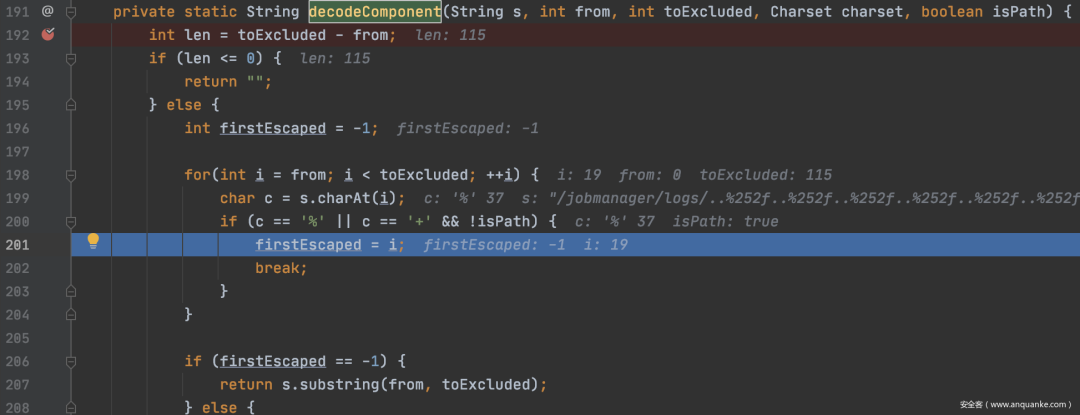 191 @ private static String decodeComponent(String s, int from, int toExcluded, Charset charset, boolean isPath) {
192 int len = toExcluded - from; len: 115
193 if (len <= 0) { len: 115
194 return "";
195 } else {
196 int firstEscaped = -1; firstEscaped: -1
197
198 for(int i = from; i < toExcluded; ++i) { i: 19 from: 0 toExcluded: 115
199 char c = s.charAt(i); c: '%' 37 s: "/jobmanager/logs/..%252f..%252f..%252f..%252f..%252f..%252f
200 if (c == '%' || c == '+' && !isPath) { c: '%' 37 isPath: true
201 firstEscaped = i; firstEscaped: -1 i: 19
202 break;
203 }
204 }
205
206 if (firstEscaped == -1) {
207 return s.substring(from, toExcluded);
208 } else {
安全客（www.anquanke.com）